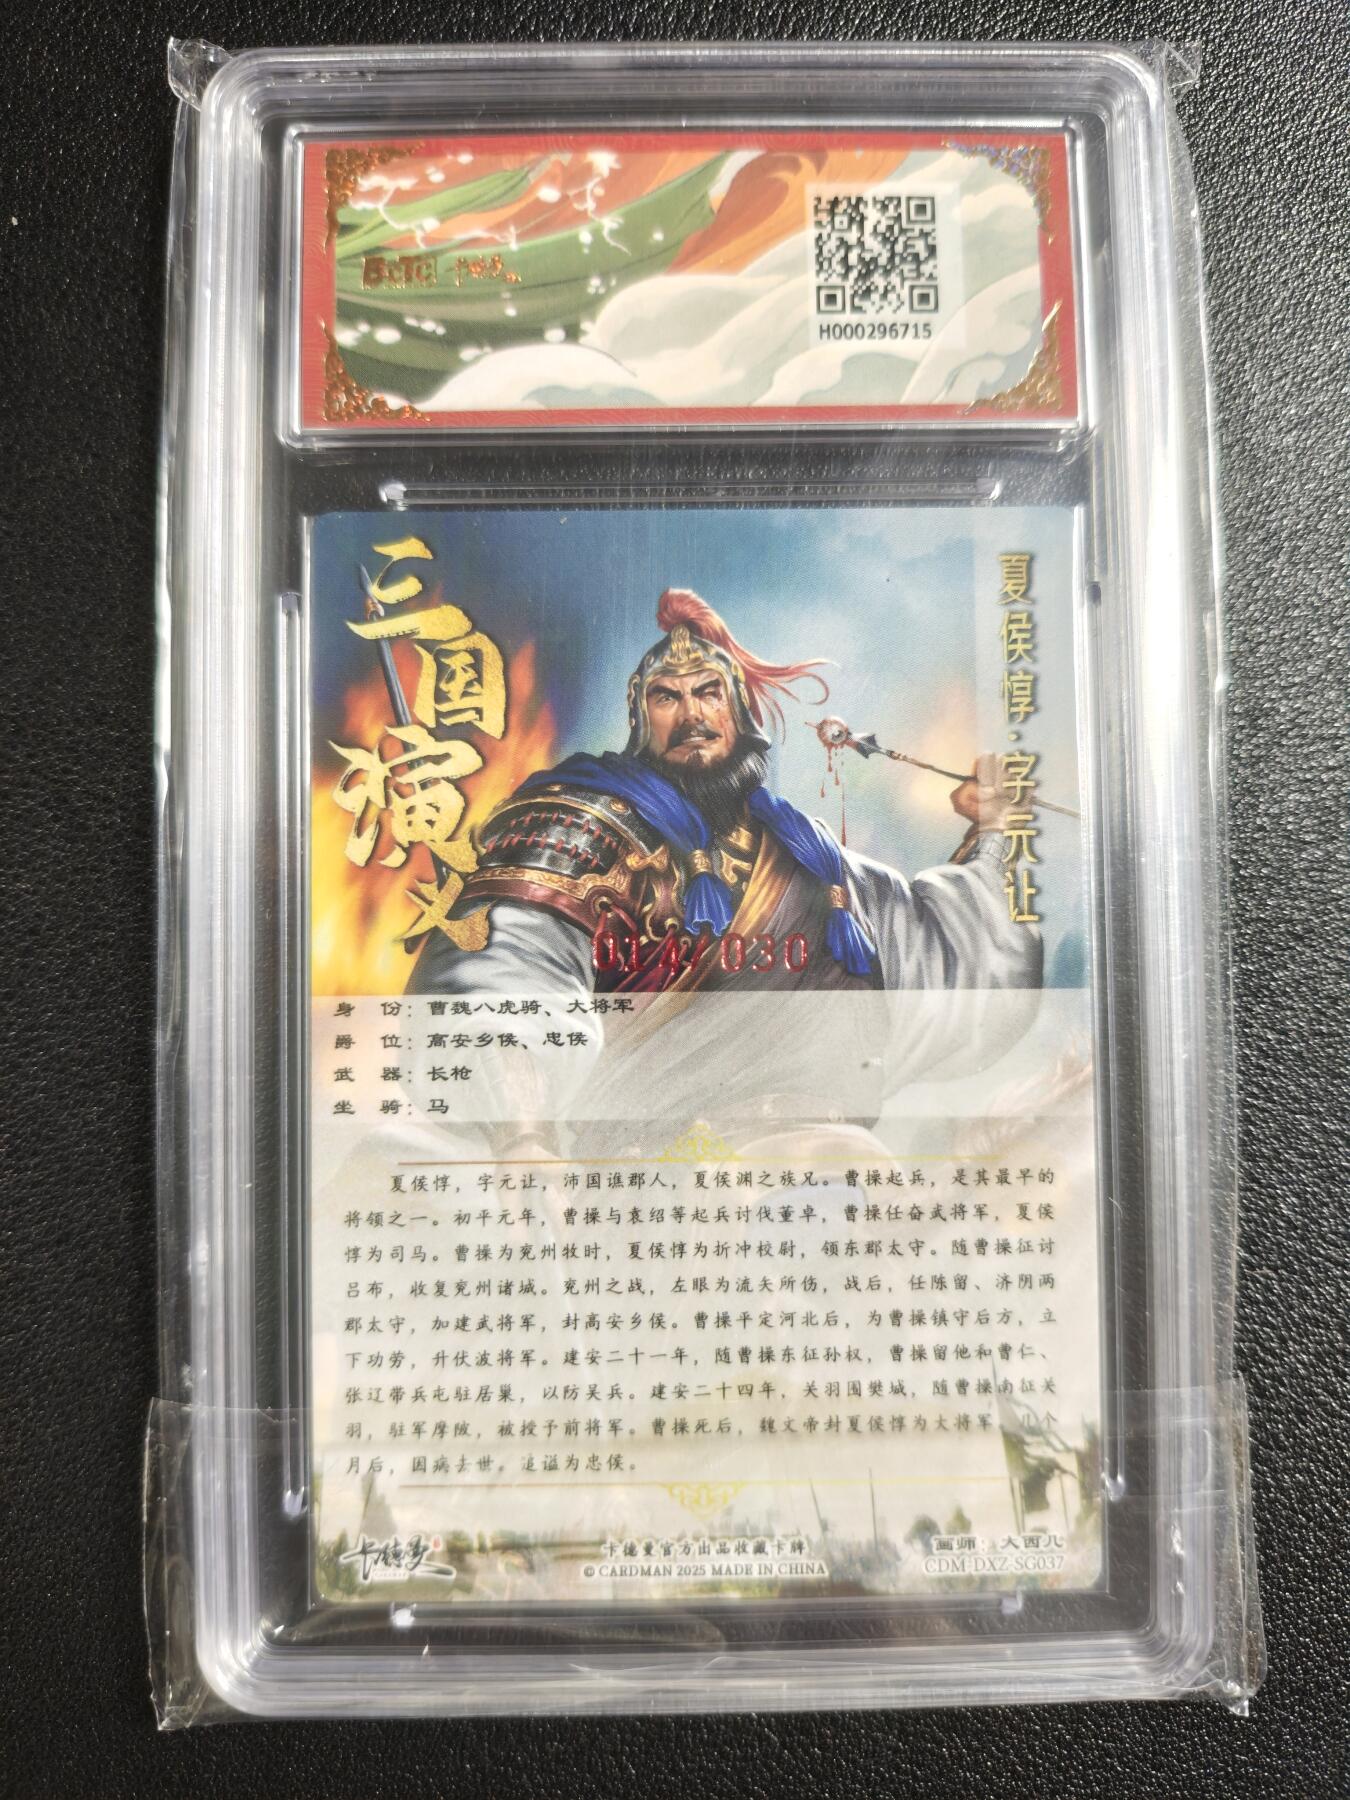 BCTC 卡德曼
H000296715
三国演义
夏侯惇·字元让
014/030
身 份：曹魏八虎骑、大将军
爵 位：高安乡侯、忠侯
武 器：长枪
坐 骑：马
夏侯惇，字元让，沛国谯郡人，夏侯渊之族兄。曹操起兵，是其最早的
将领之一。初平元年，曹操与袁绍等起兵讨伐董卓，曹操任奋武将军，夏侯
惇为司马。曹操为兖州牧时，夏侯惇为折冲校尉，领东郡太守。随曹操征讨
吕布，收复兖州诸城。兖州之战，左眼为流矢所伤，战后，任陈留、济阴两
郡太守，加建武将军，封高安乡侯。曹操平定河北后，为曹操镇守后方，立
下功劳，升伏波将军。建安二十一年，随曹操东征孙权，曹操留他和曹仁、
张辽带兵屯驻居巢，以防吴兵。建安二十四年，关羽围樊城，随曹操南征关
羽，驻军摩陂，被授予前将军。曹操死后，魏文帝封夏侯惇为大将军，几个
月后，因病去世。追谥为忠侯。
卡德曼
卡德曼官方出品收藏卡牌
© CARDMAN 2025 MADE IN CHINA
画师：大西几
CDM-DXZ-SG037